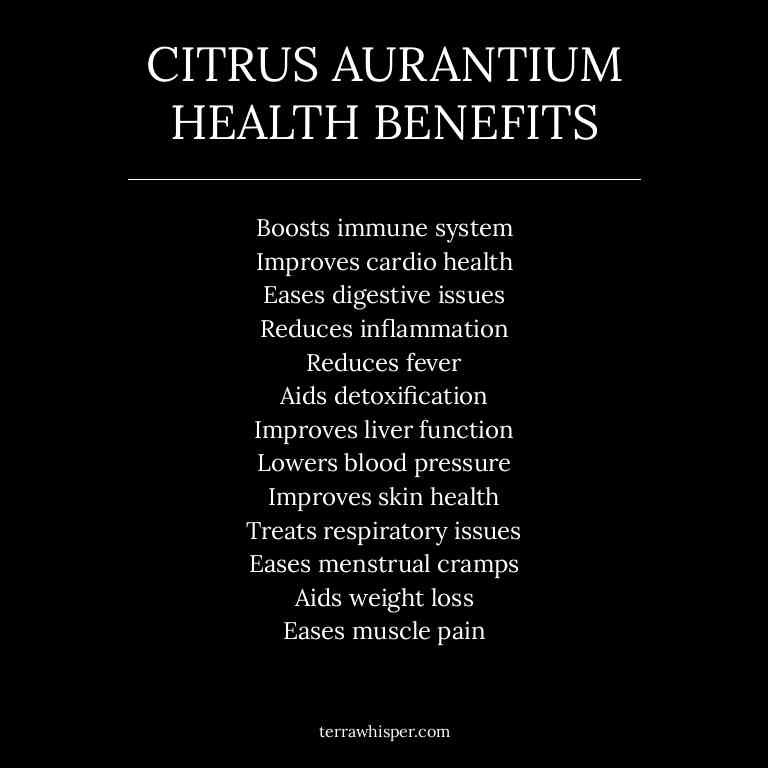 CITRUS AURANTIUM
HEALTH BENEFITS
Boosts immune system
Improves cardio health
Eases digestive issues
Reduces inflammation
Reduces fever
Aids detoxification
Improves liver function
Lowers blood pressure
Improves skin health
Treats respiratory issues
Eases menstrual cramps
Aids weight loss
Eases muscle pain
terrawhisper.com